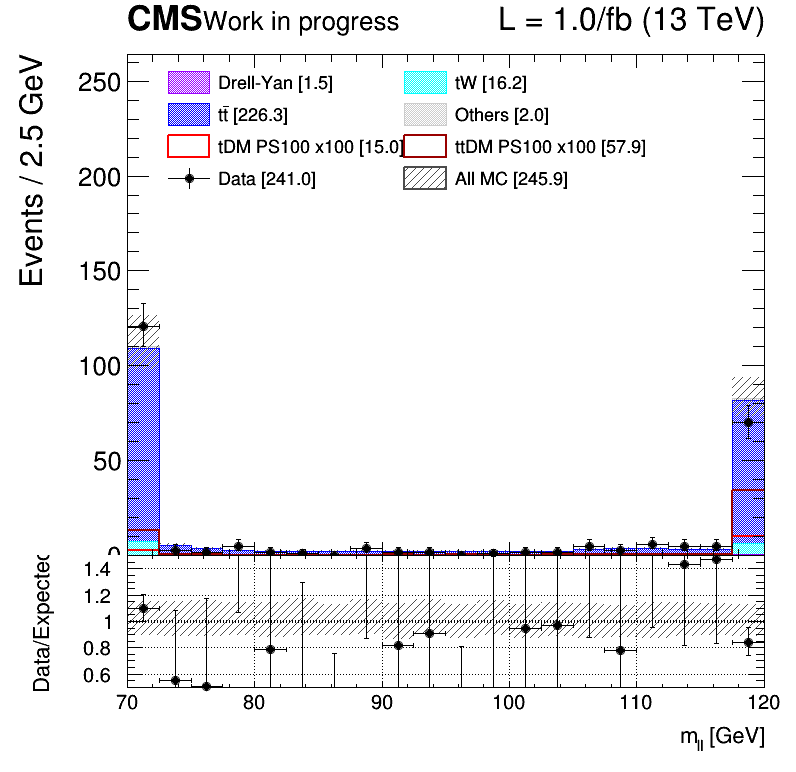 CMS Work in progress L = 1.0/fb (13 TeV)
Events / 2.5 GeV
250
200
150
100
50
0
Drell-Yan [1.5]
tW [16.2]
tt̄ [226.3]
Others [2.0]
tDM PS100 x100 [15.0]
ttDM PS100 x100 [57.9]
Data [241.0]
All MC [245.9]
Data/Expected
1.4
1.2
1
0.8
0.6
70 80 90 100 110 120
m_ll [GeV]